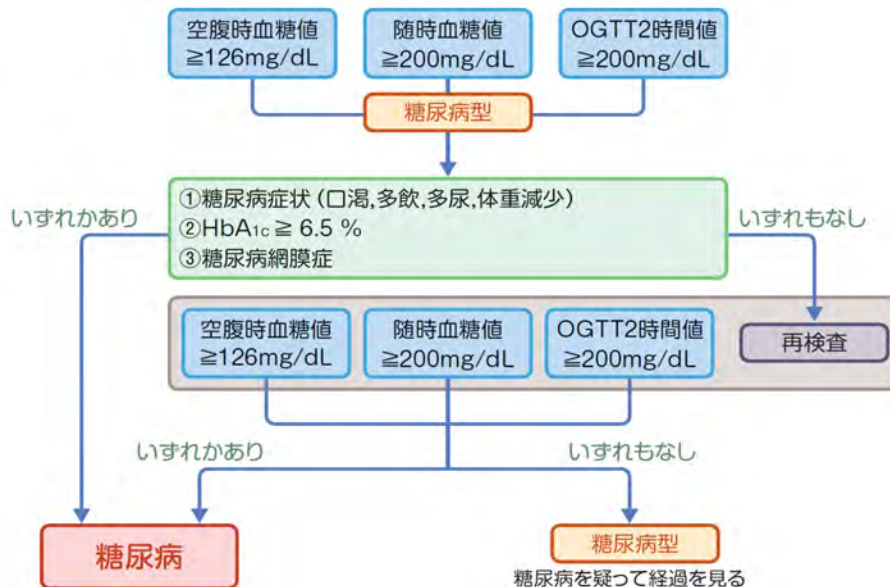 空腹時血糖値
≧126mg/dL
随時血糖値
≧200mg/dL
OGTT2時間値
≧200mg/dL
糖尿病型
いずれかあり
①糖尿病症状(口渇,多飲,多尿,体重減少)
②HbA1c≧6.5 %
③糖尿病網膜症
いずれもなし
空腹時血糖値
≧126mg/dL
随時血糖値
≧200mg/dL
OGTT2時間値
≧200mg/dL
再検査
いずれかあり
いずれもなし
糖尿病
糖尿病型
糖尿病を疑って経過を見る